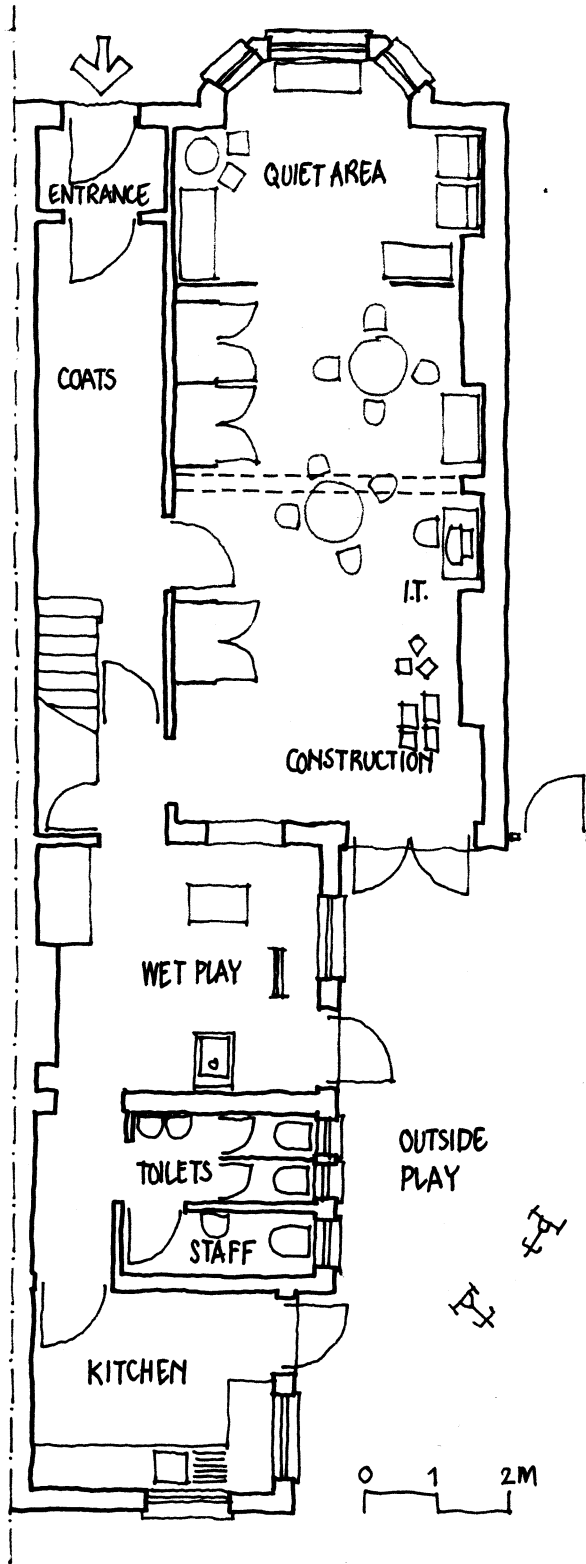 QUIET AREA
ENTRANCE
COATS
I.T.
CONSTRUCTION
WET PLAY
OUTSIDE
PLAY
TOILETS
STAFF
KITCHEN
0 1 2M